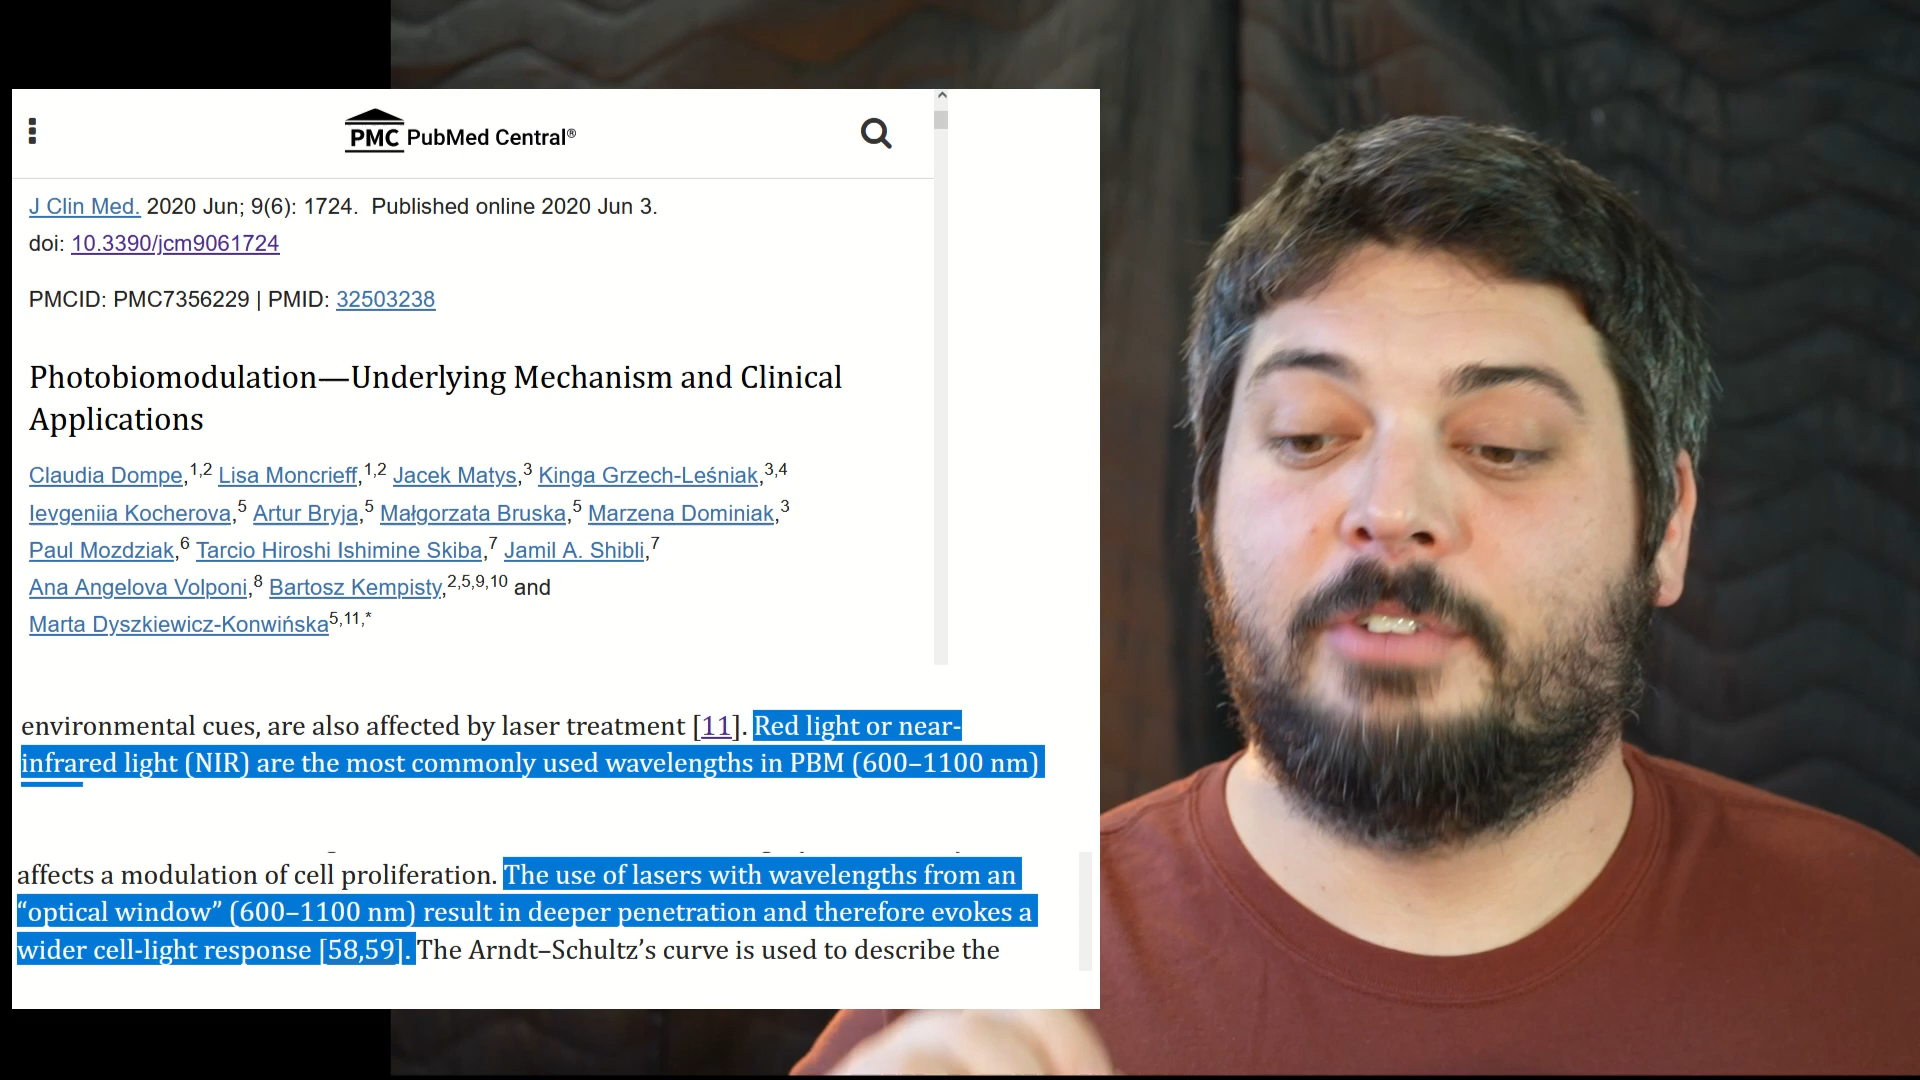 PMC PubMed Central®
J Clin Med. 2020 Jun; 9(6): 1724. Published online 2020 Jun 3.
doi: 10.3390/jcm9061724
PMCID: PMC7356229 | PMID: 32503238
Photobiomodulation—Underlying Mechanism and Clinical
Applications
Claudia Dompe,1,2 Lisa Moncrieff,1,2 Jacek Matys,3 Kinga Grzech-Leśniak,3,4
Ievgeniia Kocherova,5 Artur Bryja,5 Małgorzata Bruska,5 Marzena Dominiak,3
Paul Mozdziak,6 Tarcio Hiroshi Ishimine Skiba,7 Jamil A. Shibli,7
Ana Angelova Volponi,8 Bartosz Kempisty,2,5,9,10 and
Marta Dyszkiewicz-Konwińska5,11,*
environmental cues, are also affected by laser treatment [11]. Red light or near-
infrared light (NIR) are the most commonly used wavelengths in PBM (600–1100 nm)
affects a modulation of cell proliferation. The use of lasers with wavelengths from an
“optical window” (600–1100 nm) result in deeper penetration and therefore evokes a
wider cell-light response [58,59]. The Arndt–Schultz’s curve is used to describe the